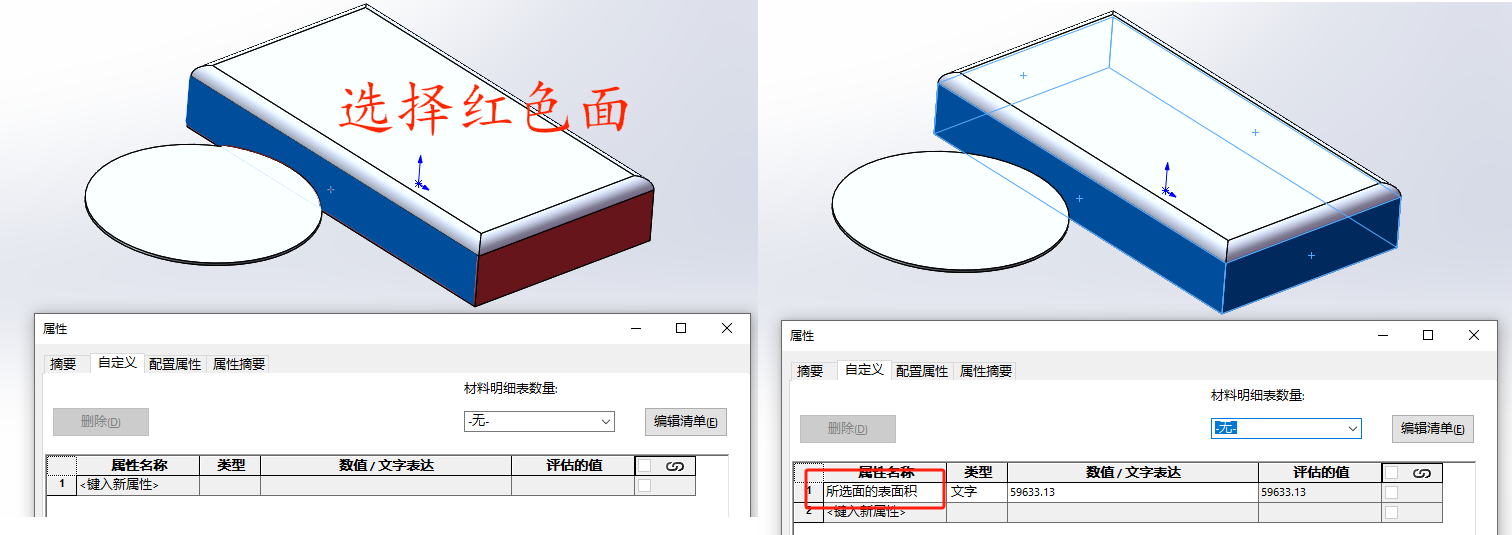 选择红色面
属性
摘要 自定义 配置属性 属性摘要
材料明细表数量:
删除(D) -无- 编辑清单(E)
属性名称 类型 数值 / 文字表达 评估的值
1 <键入新属性>
属性
摘要 自定义 配置属性 属性摘要
材料明细表数量:
删除(D) -无- 编辑清单(E)
属性名称 类型 数值 / 文字表达 评估的值
1 所选面的表面积 文字 59633.13 59633.13
2 <键入新属性>